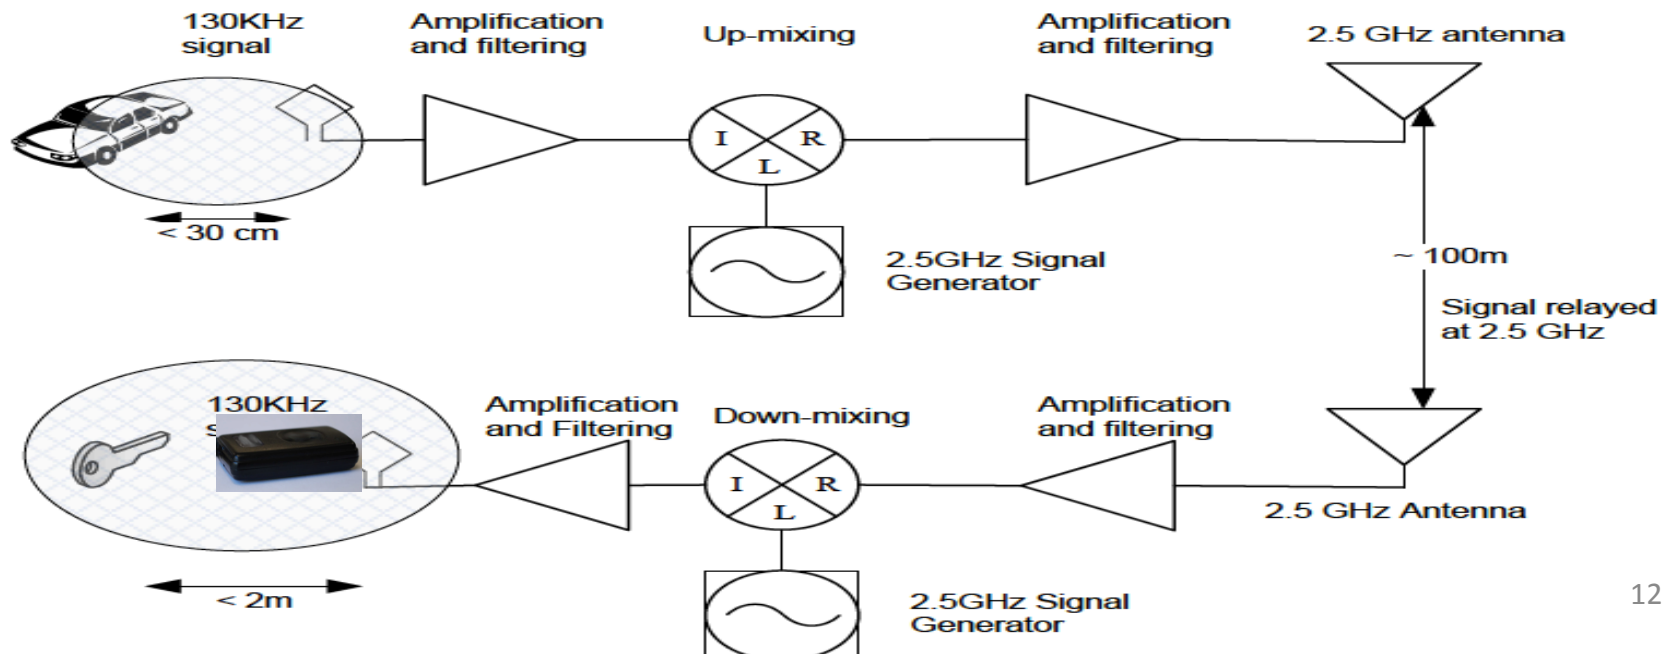 130KHz
signal
Amplification
and filtering
Up-mixing
Amplification
and filtering
2.5 GHz antenna
I
R
L
< 30 cm
2.5GHz Signal
Generator
~ 100m
Signal relayed
at 2.5 GHz
130KHz
Amplification
and Filtering
Down-mixing
Amplification
and filtering
I
R
L
2.5 GHz Antenna
< 2m
2.5GHz Signal
Generator
12